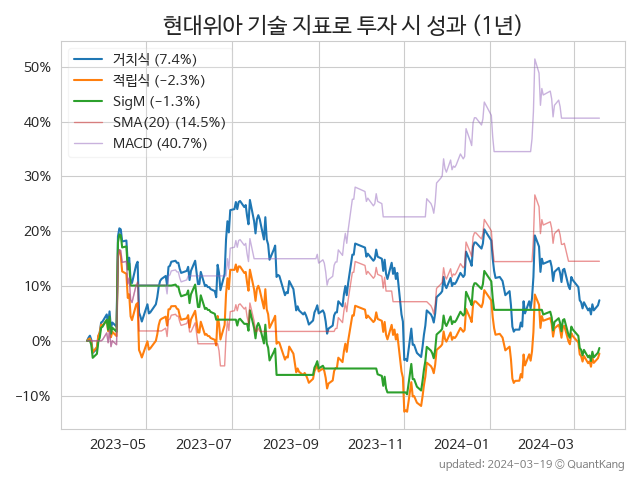 현대위아 기술 지표로 투자 시 성과 (1년)
거치식 (7.4%)
적립식 (−2.3%)
SigM (−1.3%)
SMA(20) (14.5%)
MACD (40.7%)
50%
40%
30%
20%
10%
0%
−10%
2023-05
2023-07
2023-09
2023-11
2024-01
2024-03
updated: 2024-03-19 © QuantKang